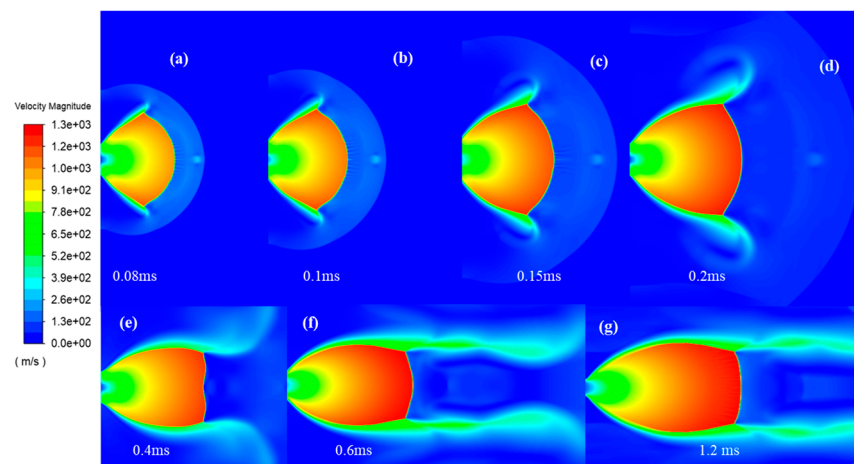 (a)
(b)
(c)
(d)
Velocity Magnitude
1.3e+03
1.2e+03
1.0e+03
9.1e+02
7.8e+02
6.5e+02
5.2e+02
3.9e+02
2.6e+02
1.3e+02
0.0e+00
( m/s )
0.08ms
0.1ms
0.15ms
0.2ms
(e)
(f)
(g)
0.4ms
0.6ms
1.2 ms